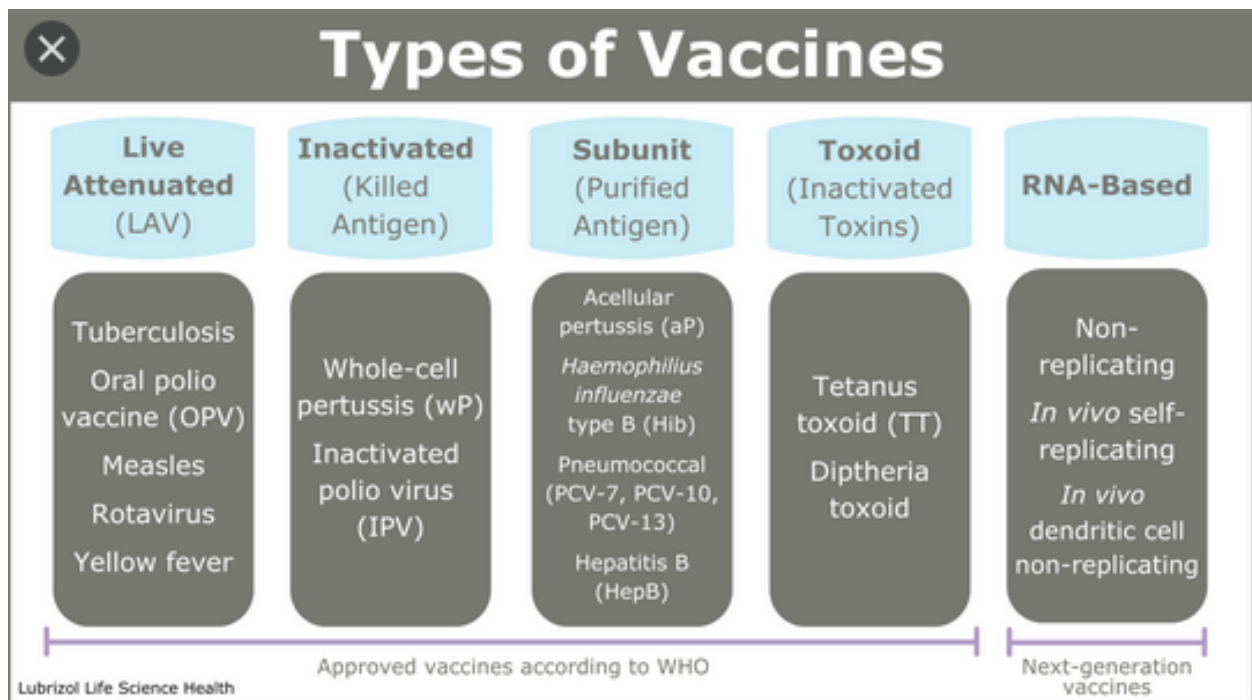 Types of Vaccines
Live
Attenuated
(LAV)
Inactivated
(Killed
Antigen)
Subunit
(Purified
Antigen)
Toxoid
(Inactivated
Toxins)
RNA-Based
Tuberculosis
Oral polio
vaccine (OPV)
Measles
Rotavirus
Yellow fever
Whole-cell
pertussis (wP)
Inactivated
polio virus
(IPV)
Acellular
pertussis (aP)
Haemophilius
influenzae
type B (Hib)
Pneumococcal
(PCV-7, PCV-10,
PCV-13)
Hepatitis B
(HepB)
Tetanus
toxoid (TT)
Diptheria
toxoid
Non-
replicating
In vivo self-
replicating
In vivo
dendritic cell
non-replicating
Approved vaccines according to WHO
Next-generation
vaccines
Lubrizol Life Science Health